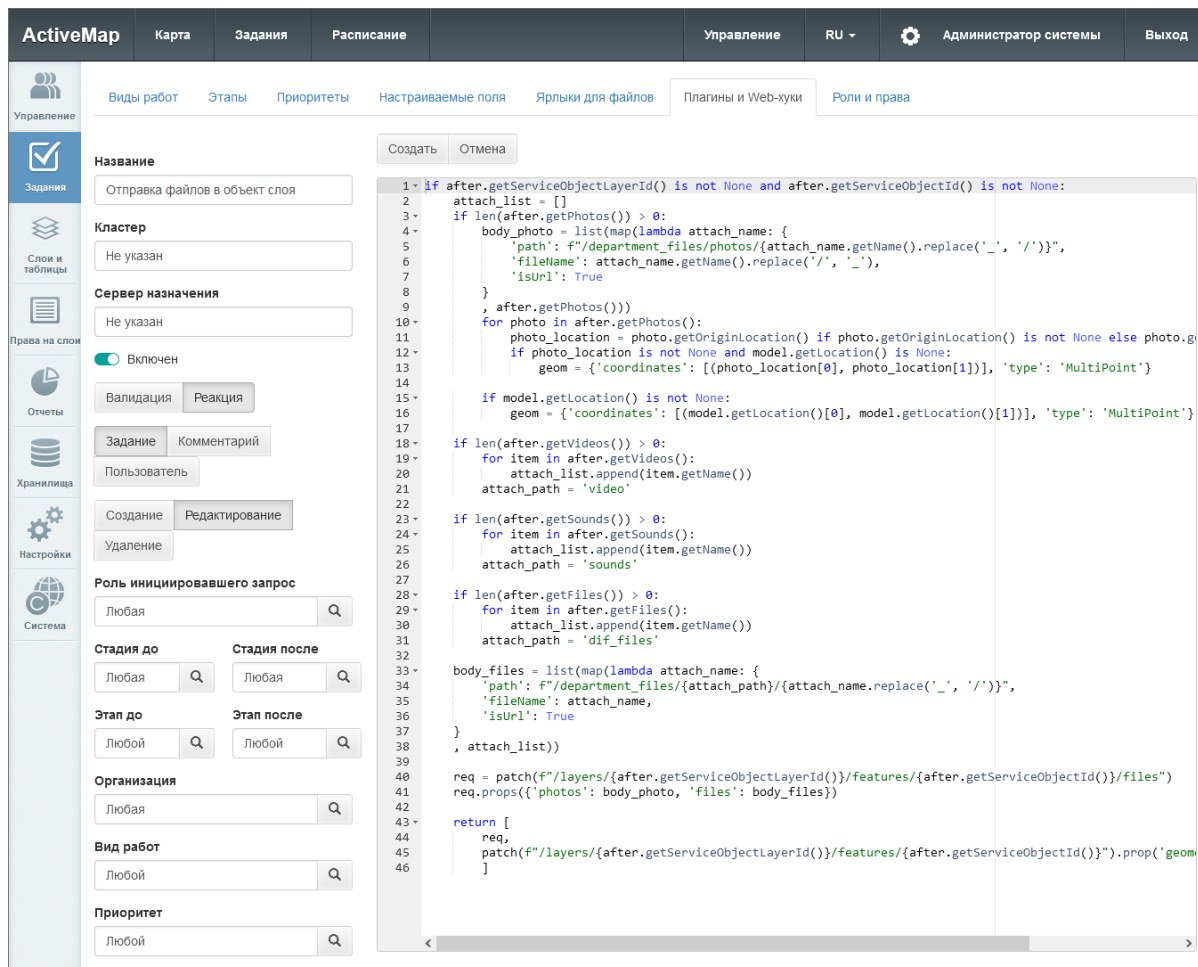 ActiveMap Карта Задания Расписание Управление RU Администратор системы Выход
Управление
Задания
Слои и
таблицы
Права на слои
Отчеты
Хранилища
Настройки
Система
Виды работ Этапы Приоритеты Настраиваемые поля Ярлыки для файлов Плагины и Web-хуки Роли и права
Название
Отправка файлов в объект слоя
Кластер
Не указан
Сервер назначения
Не указан
Включен
Валидация Реакция
Задание Комментарий
Пользователь
Создание Редактирование
Удаление
Роль инициировавшего запрос
Любая
Стадия до Стадия после
Любая Любая
Этап до Этап после
Любой Любой
Организация
Любая
Вид работ
Любой
Приоритет
Любой
Создать Отмена
1 if after.getServiceObjectLayerId() is not None and after.getServiceObjectId() is not None:
2     attach_list = []
3     if len(after.getPhotos()) > 0:
4         body_photo = list(map(lambda attach_name: {
5             'path': f"/department_files/photos/{attach_name.getName().replace('_', '/')}",
6             'fileName': attach_name.getName().replace('/', '_'),
7             'isUrl': True
8         }
9         , after.getPhotos()))
10         for photo in after.getPhotos():
11             photo_location = photo.getOriginLocation() if photo.getOriginLocation() is not None else photo.g
12             if photo_location is not None and model.getLocation() is None:
13                 geom = {'coordinates': [(photo_location[0], photo_location[1])], 'type': 'MultiPoint'}
14
15         if model.getLocation() is not None:
16             geom = {'coordinates': [(model.getLocation()[0], model.getLocation()[1])], 'type': 'MultiPoint'}
17
18     if len(after.getVideos()) > 0:
19         for item in after.getVideos():
20             attach_list.append(item.getName())
21         attach_path = 'video'
22
23     if len(after.getSounds()) > 0:
24         for item in after.getSounds():
25             attach_list.append(item.getName())
26         attach_path = 'sounds'
27
28     if len(after.getFiles()) > 0:
29         for item in after.getFiles():
30             attach_list.append(item.getName())
31         attach_path = 'dif_files'
32
33     body_files = list(map(lambda attach_name: {
34         'path': f"/department_files/{attach_path}/{attach_name.replace('_', '/')}",
35         'fileName': attach_name,
36         'isUrl': True
37     }
38     , attach_list))
39
40     req = patch(f"/layers/{after.getServiceObjectLayerId()}/features/{after.getServiceObjectId()}/files")
41     req.props({'photos': body_photo, 'files': body_files})
42
43     return [
44         req,
45         patch(f"/layers/{after.getServiceObjectLayerId()}/features/{after.getServiceObjectId()}").prop('geom
46         ]